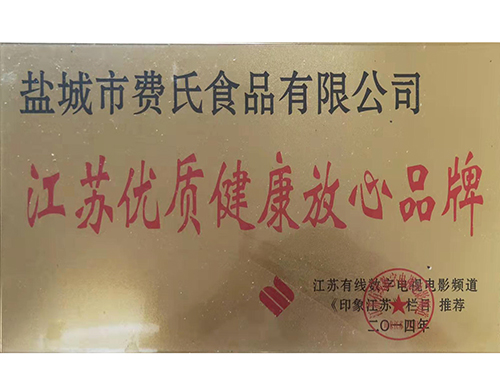 盐城市费氏食品有限公司
江苏优质健康放心品牌
江苏有线数字电视电影频道
《印象江苏》栏目 推荐
二〇一四年